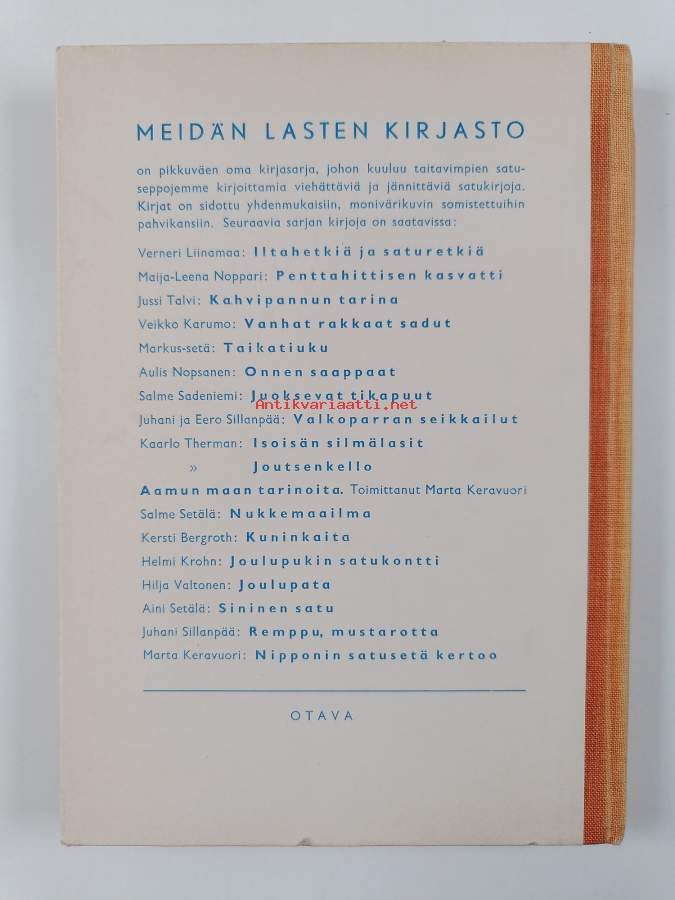 MEIDÄN LASTEN KIRJASTO
on pikkuväen oma kirjasarja, johon kuuluu taitavimpien satu-
seppojemme kirjoittamia viehättäviä ja jännittäviä satukirjoja.
Kirjat on sidottu yhdenmukaisiin, monivärikuvin somistettuihin
pahvikansiin. Seuraavia sarjan kirjoja on saatavissa:
Verneri Liinamaa: Iltahetkiä ja saturetkiä
Maija-Leena Noppari: Penttahittisen kasvatti
Jussi Talvi: Kahvipannun tarina
Veikko Karumo: Vanhat rakkaat sadut
Markus-setä: Taikatiuku
Aulis Nopsanen: Onnen saappaat
Salme Sadeniemi: Juoksevat tikapuut
Antikvariaatti.net
Juhani ja Eero Sillanpää: Valkoparran seikkailut
Kaarlo Therman: Isoisän silmälasit
» Joutsenkello
Aamun maan tarinoita. Toimittanut Marta Keravuori
Salme Setälä: Nukkemaailma
Kersti Bergroth: Kuninkaita
Helmi Krohn: Joulupukin satukontti
Hilja Valtonen: Joulupata
Aini Setälä: Sininen satu
Juhani Sillanpää: Remppu, mustarotta
Marta Keravuori: Nipponin satusetä kertoo
OTAVA